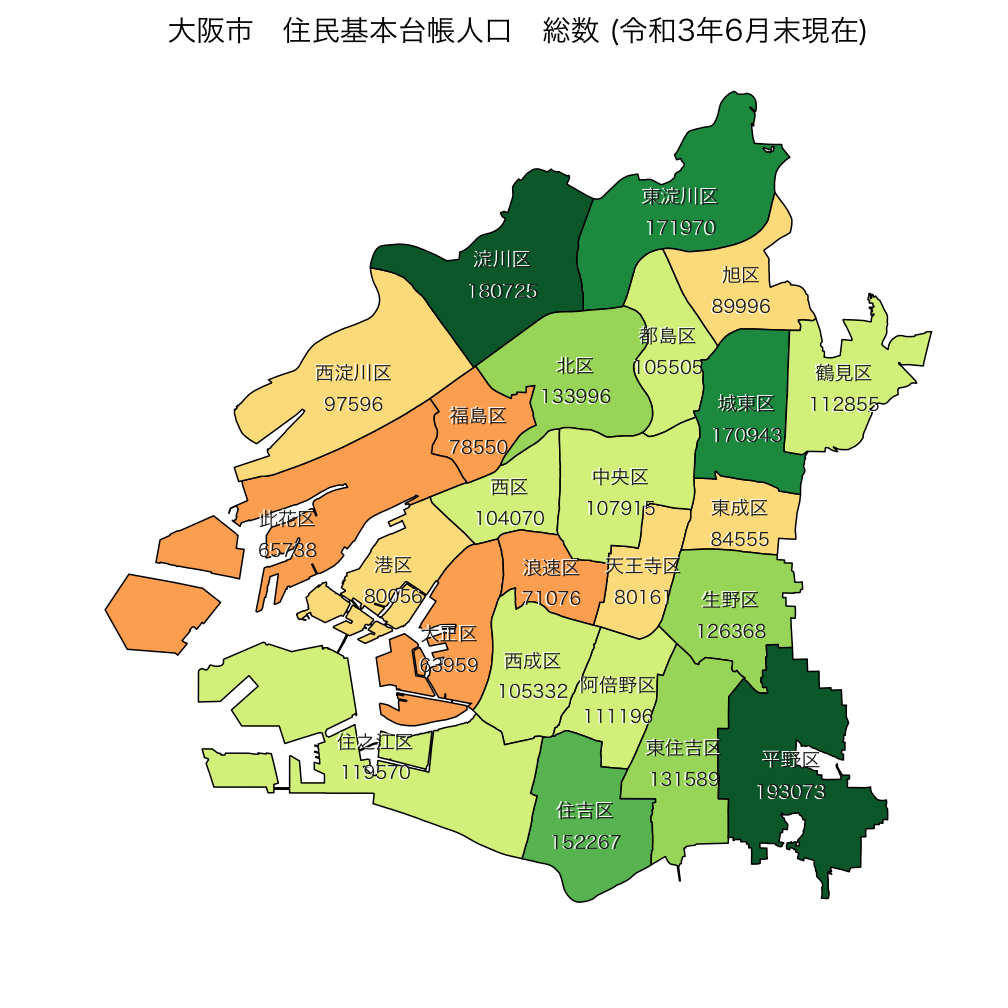 大阪市　住民基本台帳人口　総数 (令和3年6月末現在)
東淀川区
171970
淀川区
180725
旭区
89996
都島区
105505
北区
133996
西淀川区
97596
鶴見区
112855
城東区
170943
福島区
78550
中央区
107915
西区
104070
東成区
84555
此花区
65738
港区
80056
浪速区
71076
天王寺区
80161
生野区
126368
大正区
63959
西成区
105332
阿倍野区
111196
住之江区
119570
東住吉区
131589
平野区
193073
住吉区
152267